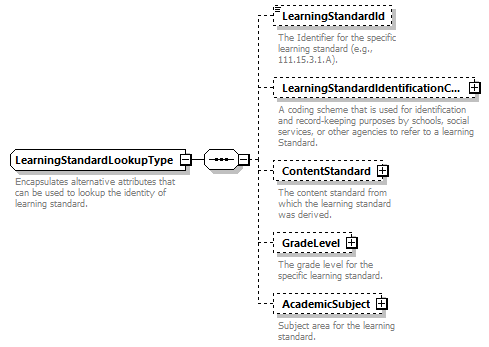 LearningStandardId
The Identifier for the specific
learning standard (e.g.,
111.15.3.1.A).
LearningStandardIdentificationC...
A coding scheme that is used for identification
and record-keeping purposes by schools, social
services, or other agencies to refer to a learning
Standard.
LearningStandardLookupType
Encapsulates alternative attributes that
can be used to lookup the identity of
learning standard.
ContentStandard
The content standard from
which the learning standard
was derived.
GradeLevel
The grade level for the
specific learning standard.
AcademicSubject
Subject area for the learning
standard.